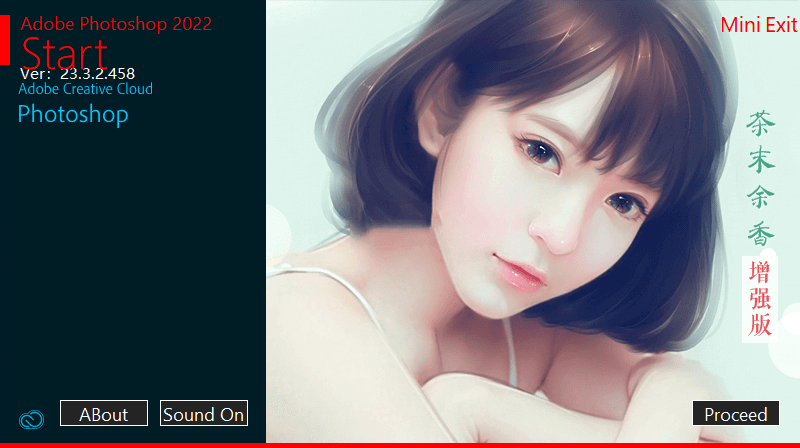 Adobe Photoshop 2022
Start
Ver: 23.3.2.458
Adobe Creative Cloud
Photoshop
Mini Exit
茶末余香
增强版
ABout
Sound On
Proceed